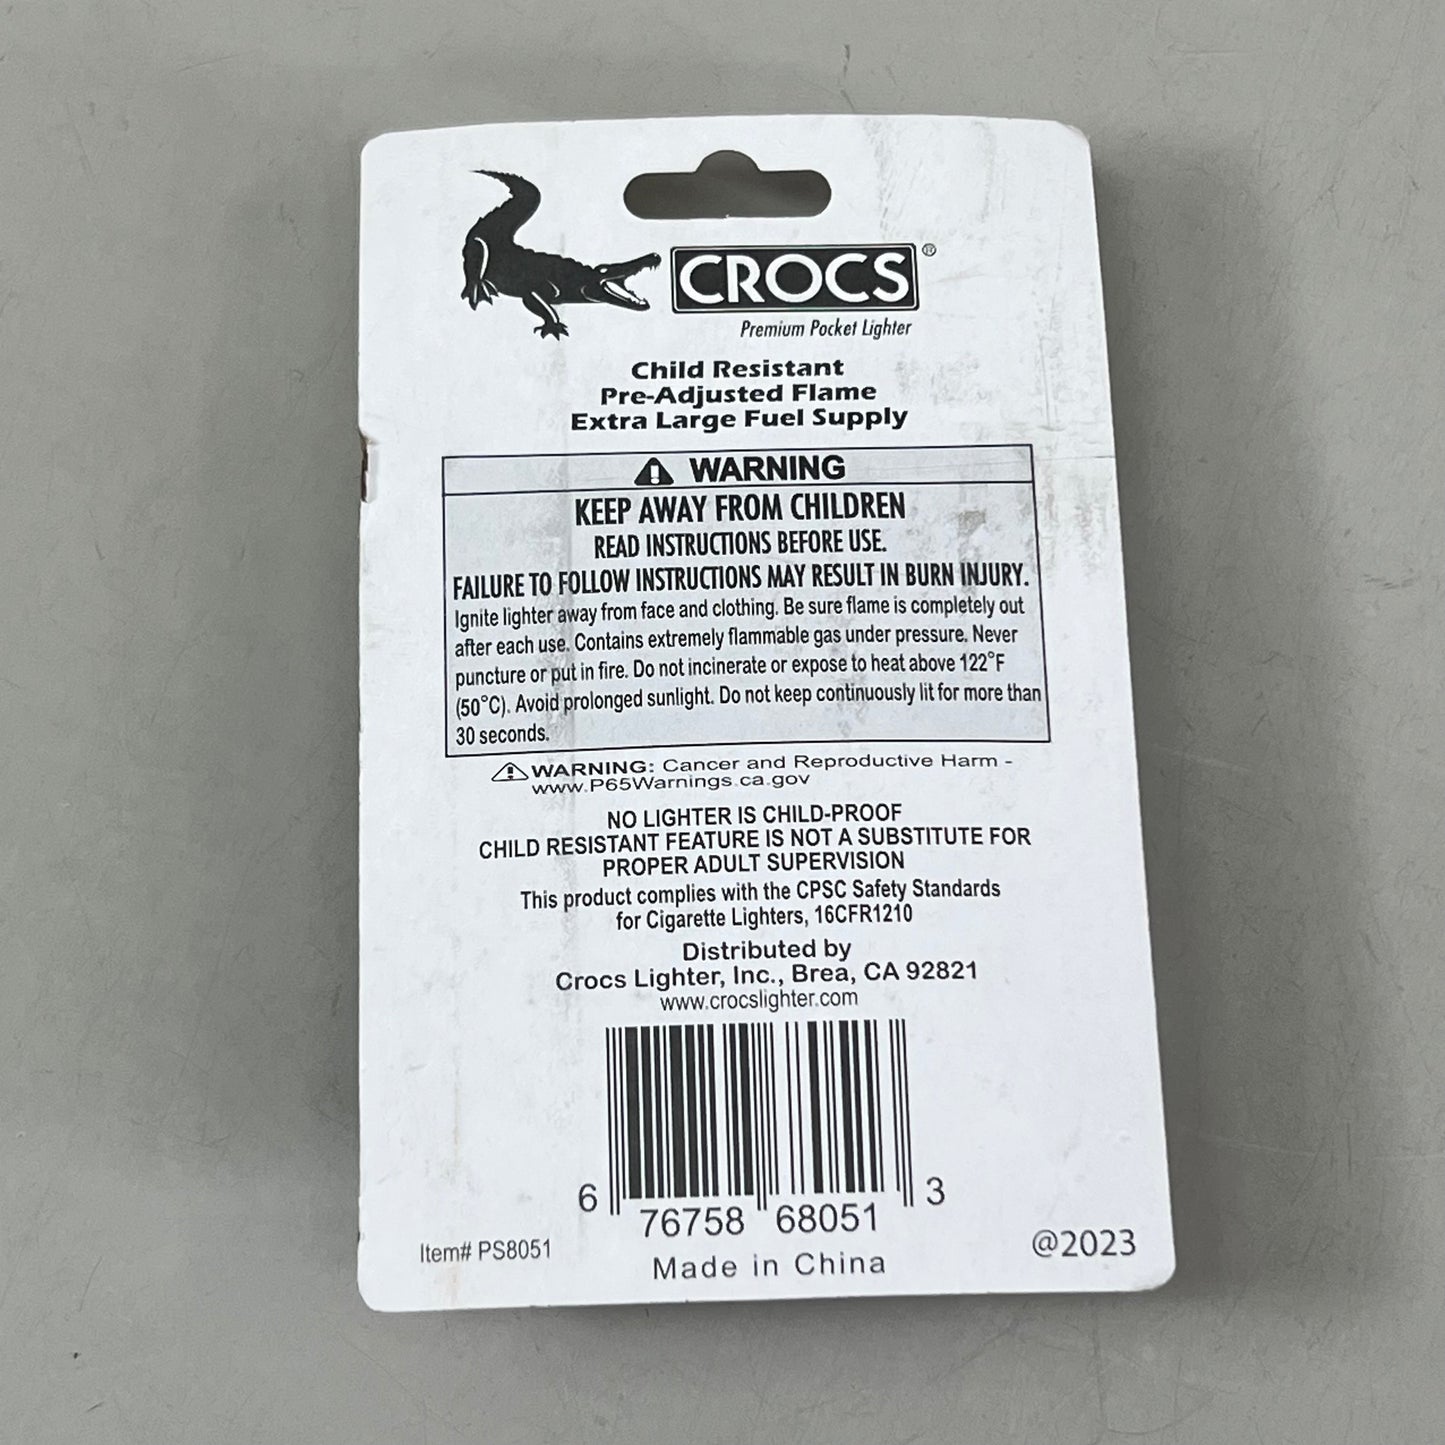 CROCS®
Premium Pocket Lighter
Child Resistant
Pre-Adjusted Flame
Extra Large Fuel Supply
WARNING
KEEP AWAY FROM CHILDREN
READ INSTRUCTIONS BEFORE USE.
FAILURE TO FOLLOW INSTRUCTIONS MAY RESULT IN BURN INJURY.
Ignite lighter away from face and clothing. Be sure flame is completely out
after each use. Contains extremely flammable gas under pressure. Never
puncture or put in fire. Do not incinerate or expose to heat above 122°F
(50°C). Avoid prolonged sunlight. Do not keep continuously lit for more than
30 seconds.
WARNING: Cancer and Reproductive Harm -
www.P65Warnings.ca.gov
NO LIGHTER IS CHILD-PROOF
CHILD RESISTANT FEATURE IS NOT A SUBSTITUTE FOR
PROPER ADULT SUPERVISION
This product complies with the CPSC Safety Standards
for Cigarette Lighters, 16CFR1210
Distributed by
Crocs Lighter, Inc., Brea, CA 92821
www.crocslighter.com
6 76758 68051 3
Item# PS8051
Made in China
@2023